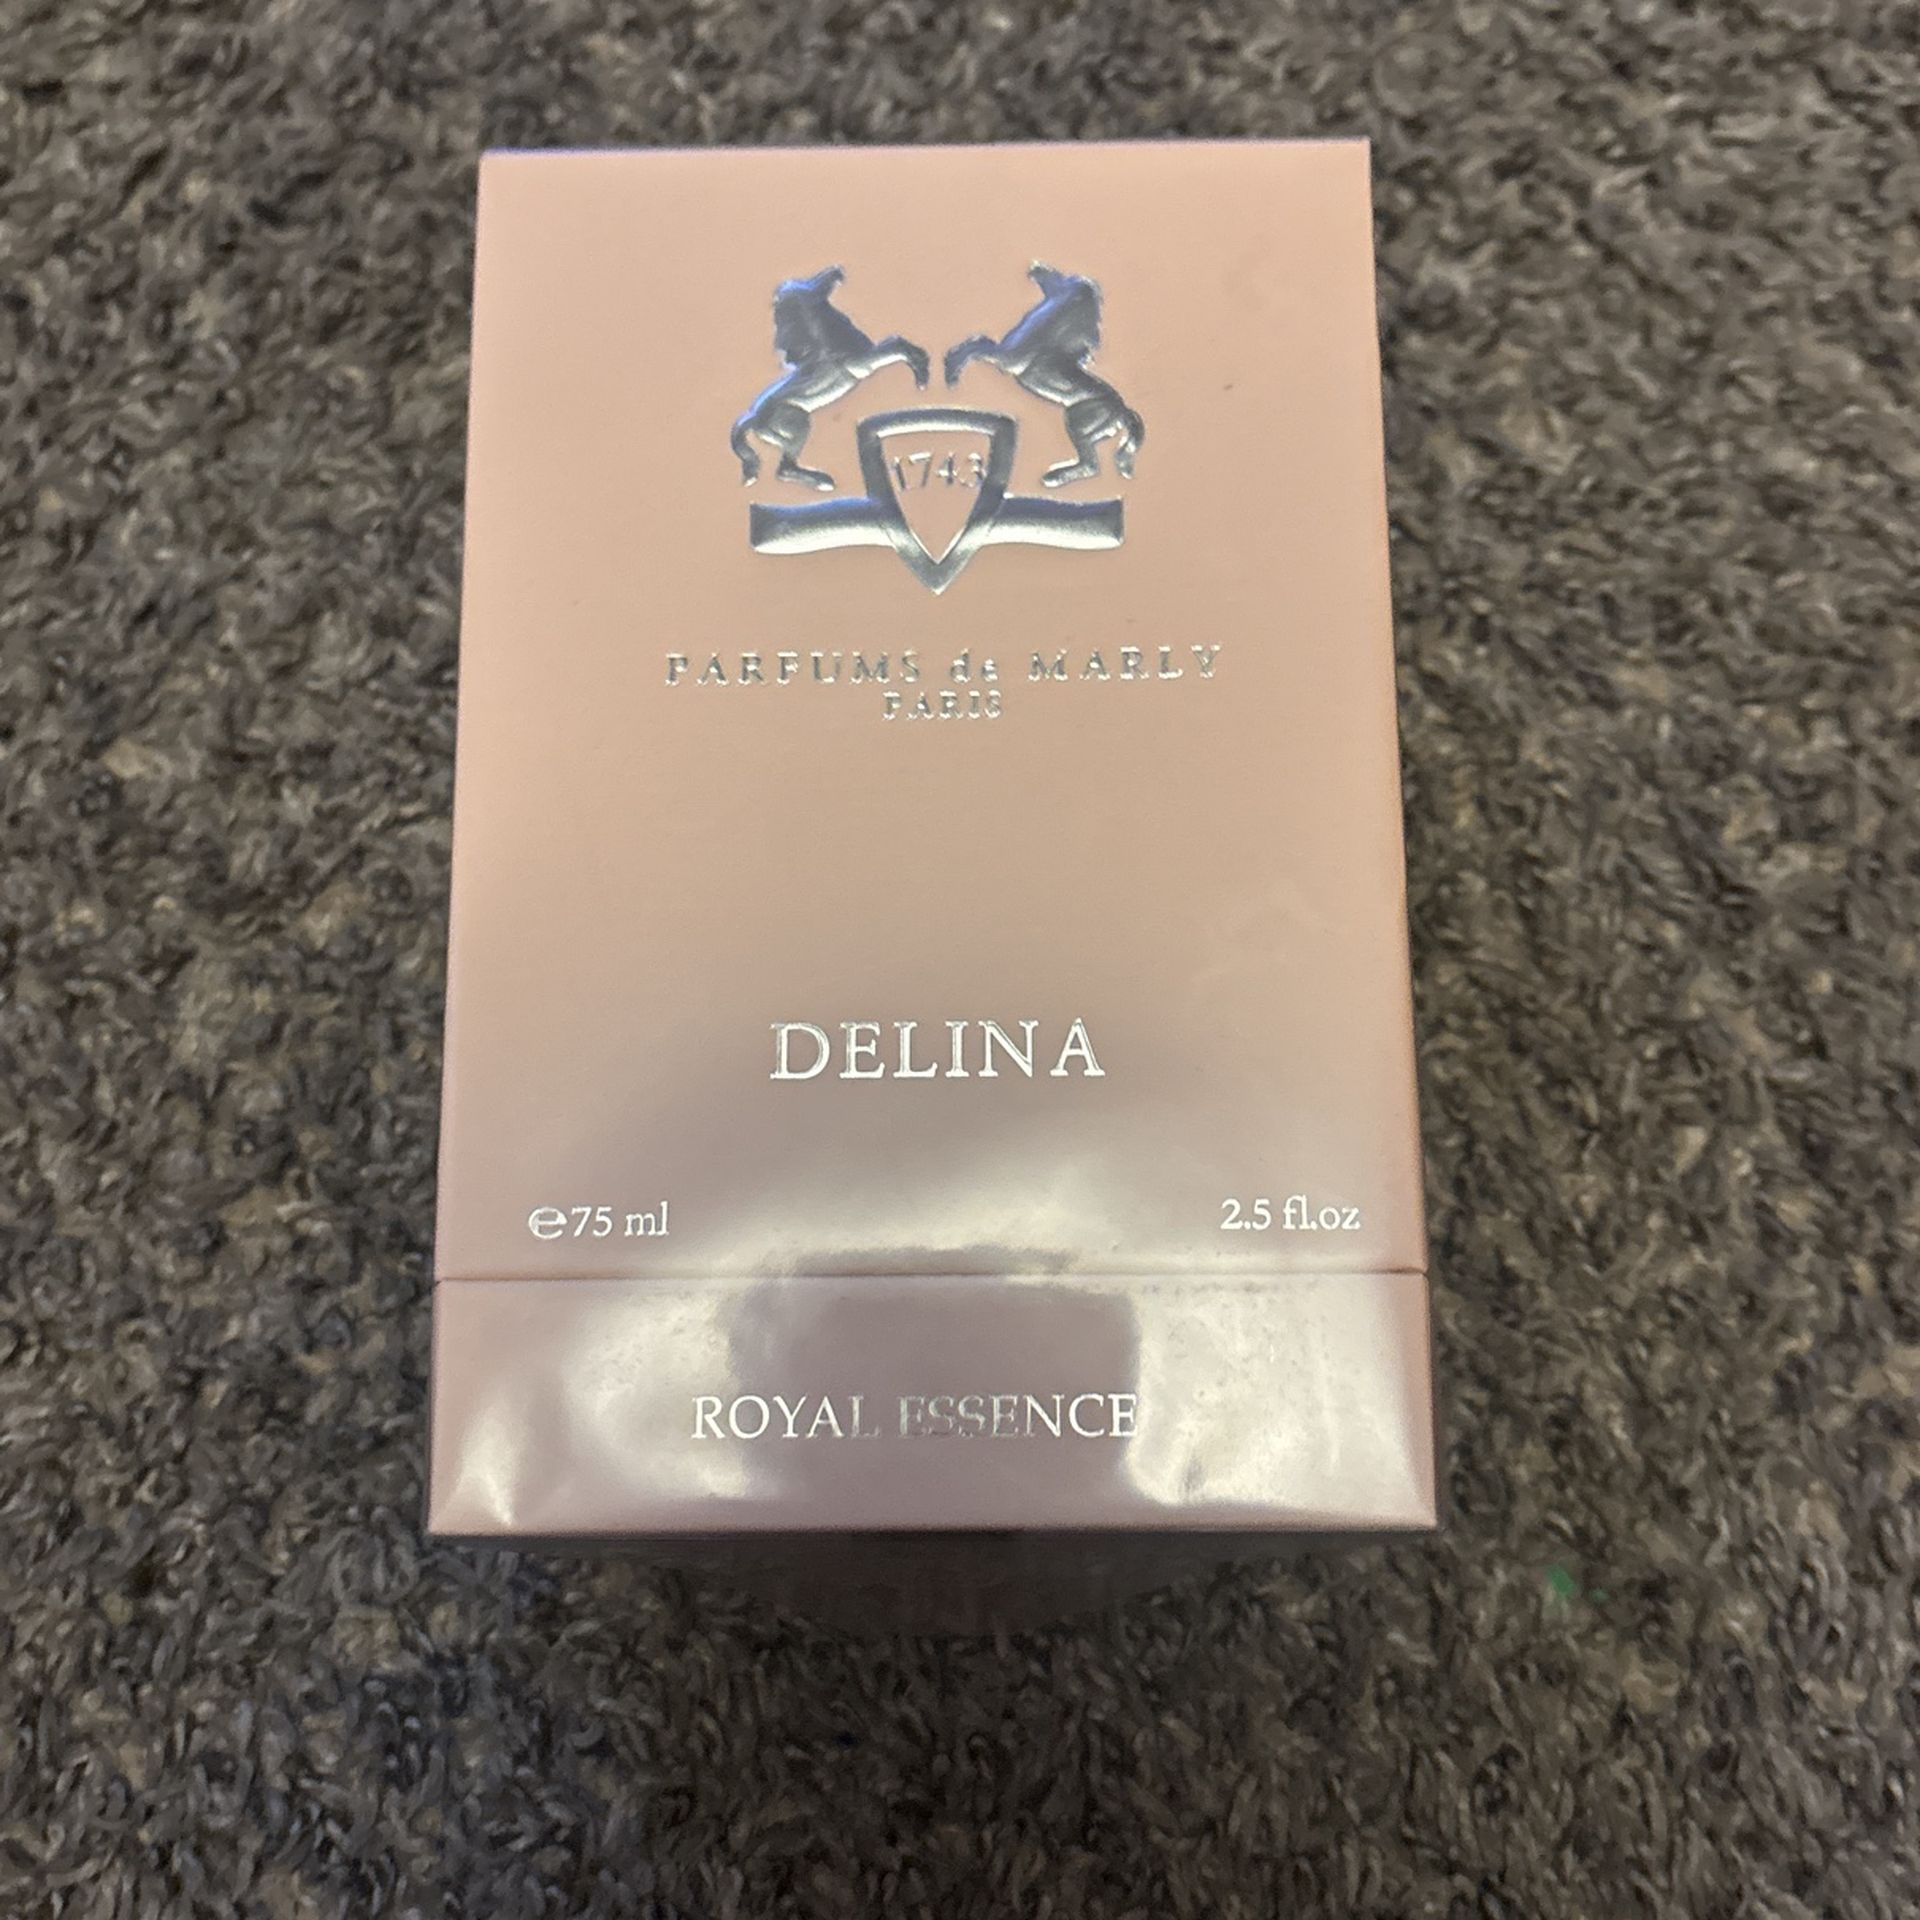 1743
PARFUMS de MARLY
PARIS
DELINA
℮75 ml 2.5 fl.oz
ROYAL ESSENCE